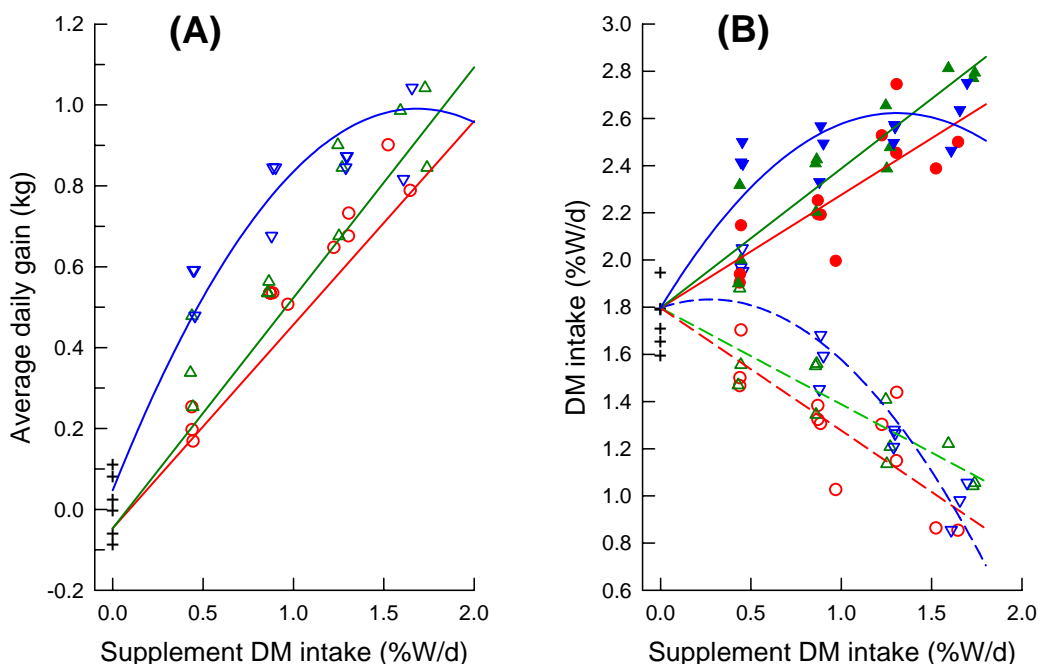 (A)
(B)
Average daily gain (kg)
1.2
1.0
0.8
0.6
0.4
0.2
0.0
-0.2
0.0 0.5 1.0 1.5 2.0
Supplement DM intake (%W/d)
DM intake (%W/d)
3.0
2.8
2.6
2.4
2.2
2.0
1.8
1.6
1.4
1.2
1.0
0.8
0.6
0.0 0.5 1.0 1.5 2.0
Supplement DM intake (%W/d)